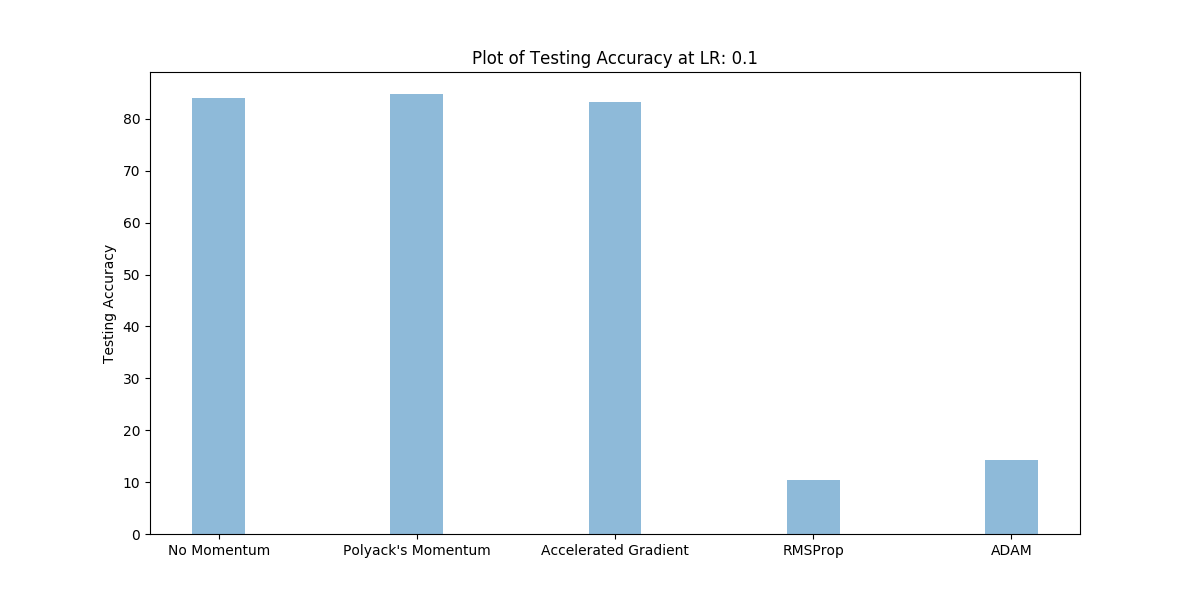 Plot of Testing Accuracy at LR: 0.1
Testing Accuracy
80
70
60
50
40
30
20
10
0
No Momentum
Polyack's Momentum
Accelerated Gradient
RMSProp
ADAM